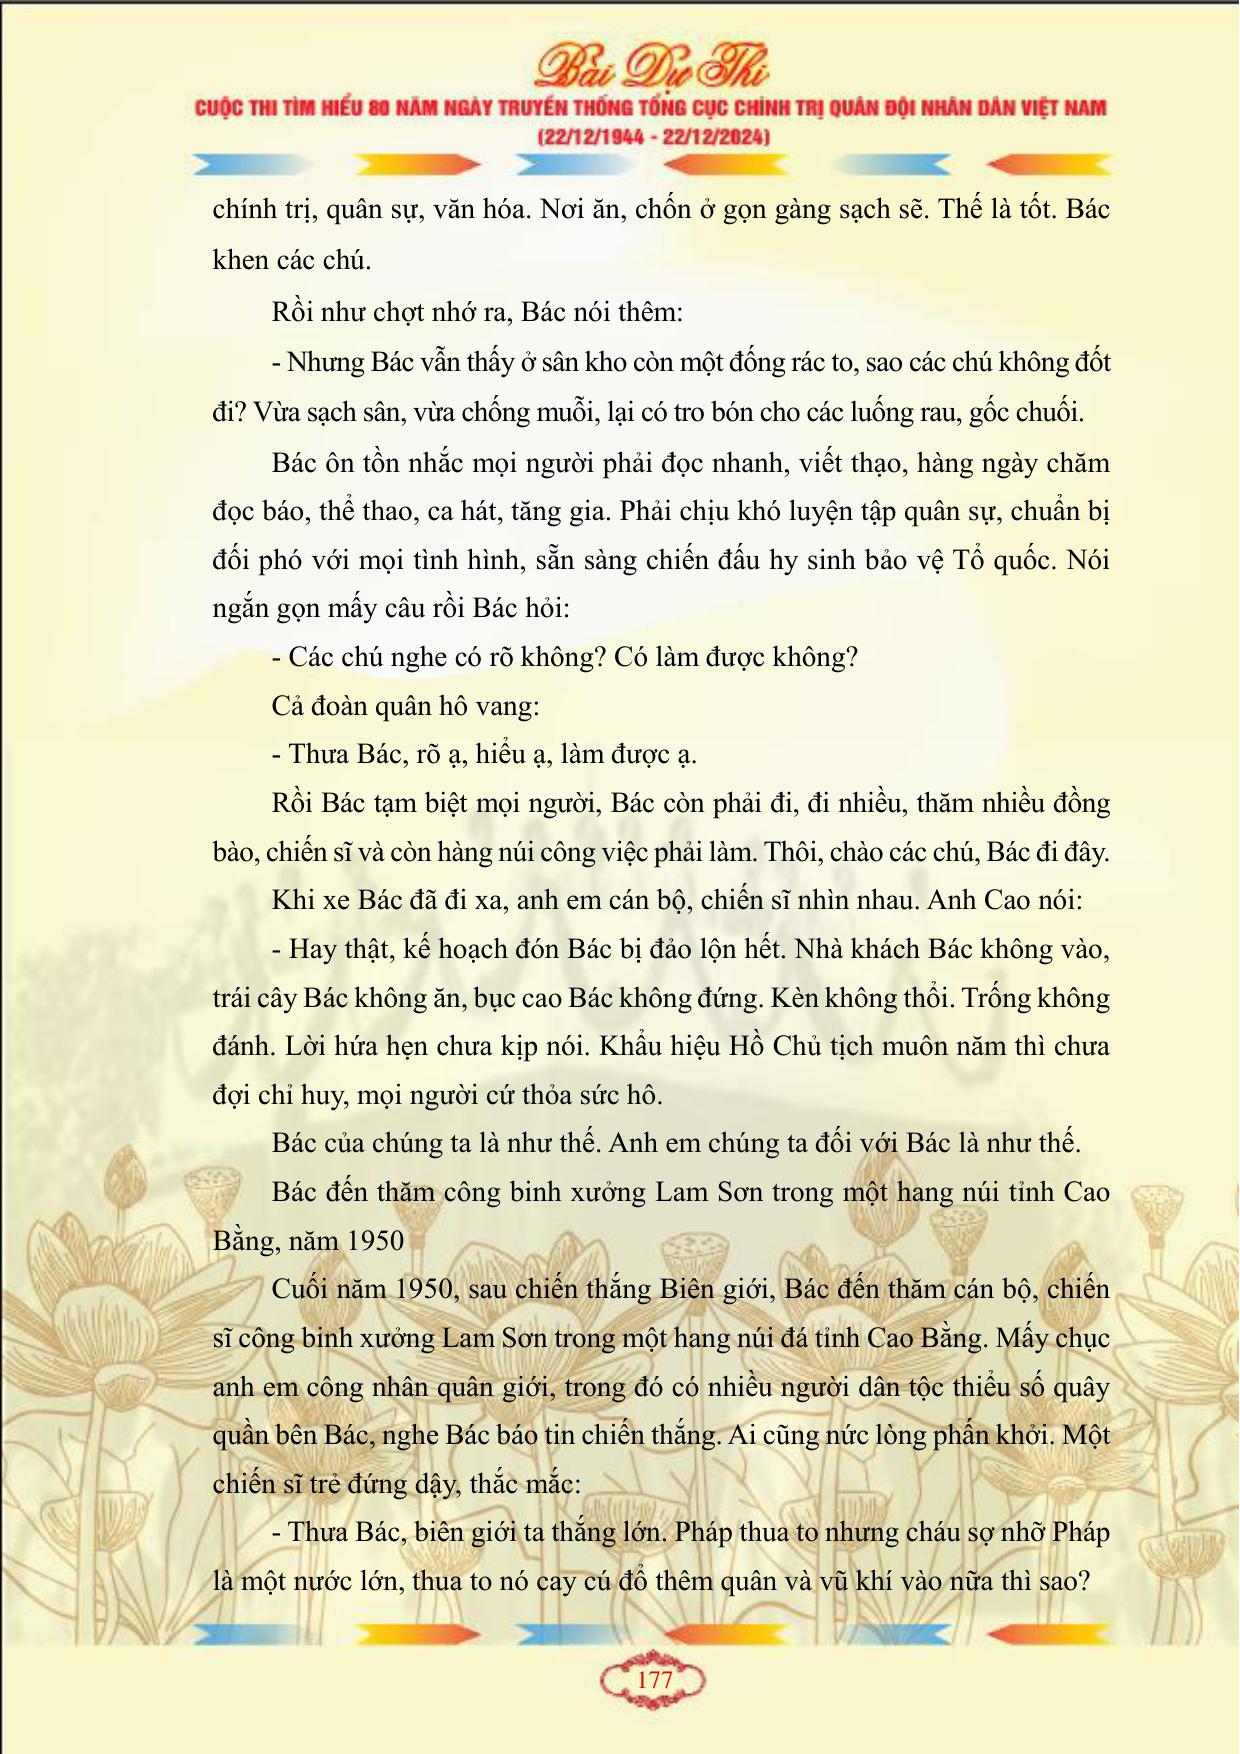 Bài Dự Thi
CUỘC THI TÌM HIỂU 80 NĂM NGÀY TRUYỀN THỐNG TỔNG CỤC CHÍNH TRỊ QUÂN ĐỘI NHÂN DÂN VIỆT NAM
(22/12/1944 - 22/12/2024)
chính trị, quân sự, văn hóa. Nơi ăn, chốn ở gọn gàng sạch sẽ. Thế là tốt. Bác
khen các chú.
Rồi như chợt nhớ ra, Bác nói thêm:
- Nhưng Bác vẫn thấy ở sân kho còn một đống rác to, sao các chú không đốt
đi? Vừa sạch sân, vừa chống muỗi, lại có tro bón cho các luống rau, gốc chuối.
Bác ôn tồn nhắc mọi người phải đọc nhanh, viết thạo, hàng ngày chăm
đọc báo, thể thao, ca hát, tăng gia. Phải chịu khó luyện tập quân sự, chuẩn bị
đối phó với mọi tình hình, sẵn sàng chiến đấu hy sinh bảo vệ Tổ quốc. Nói
ngắn gọn mấy câu rồi Bác hỏi:
- Các chú nghe có rõ không? Có làm được không?
Cả đoàn quân hô vang:
- Thưa Bác, rõ ạ, hiểu ạ, làm được ạ.
Rồi Bác tạm biệt mọi người, Bác còn phải đi, đi nhiều, thăm nhiều đồng
bào, chiến sĩ và còn hàng núi công việc phải làm. Thôi, chào các chú, Bác đi đây.
Khi xe Bác đã đi xa, anh em cán bộ, chiến sĩ nhìn nhau. Anh Cao nói:
- Hay thật, kế hoạch đón Bác bị đảo lộn hết. Nhà khách Bác không vào,
trái cây Bác không ăn, bục cao Bác không đứng. Kèn không thổi. Trống không
đánh. Lời hứa hẹn chưa kịp nói. Khẩu hiệu Hồ Chủ tịch muôn năm thì chưa
đợi chỉ huy, mọi người cứ thỏa sức hô.
Bác của chúng ta là như thế. Anh em chúng ta đối với Bác là như thế.
Bác đến thăm công binh xưởng Lam Sơn trong một hang núi tỉnh Cao
Bằng, năm 1950
Cuối năm 1950, sau chiến thắng Biên giới, Bác đến thăm cán bộ, chiến
sĩ công binh xưởng Lam Sơn trong một hang núi đá tỉnh Cao Bằng. Mấy chục
anh em công nhân quân giới, trong đó có nhiều người dân tộc thiểu số quây
quần bên Bác, nghe Bác báo tin chiến thắng. Ai cũng nức lòng phấn khởi. Một
chiến sĩ trẻ đứng dậy, thắc mắc:
- Thưa Bác, biên giới ta thắng lớn. Pháp thua to nhưng cháu sợ nhỡ Pháp
là một nước lớn, thua to nó cay cú đổ thêm quân và vũ khí vào nữa thì sao?
177